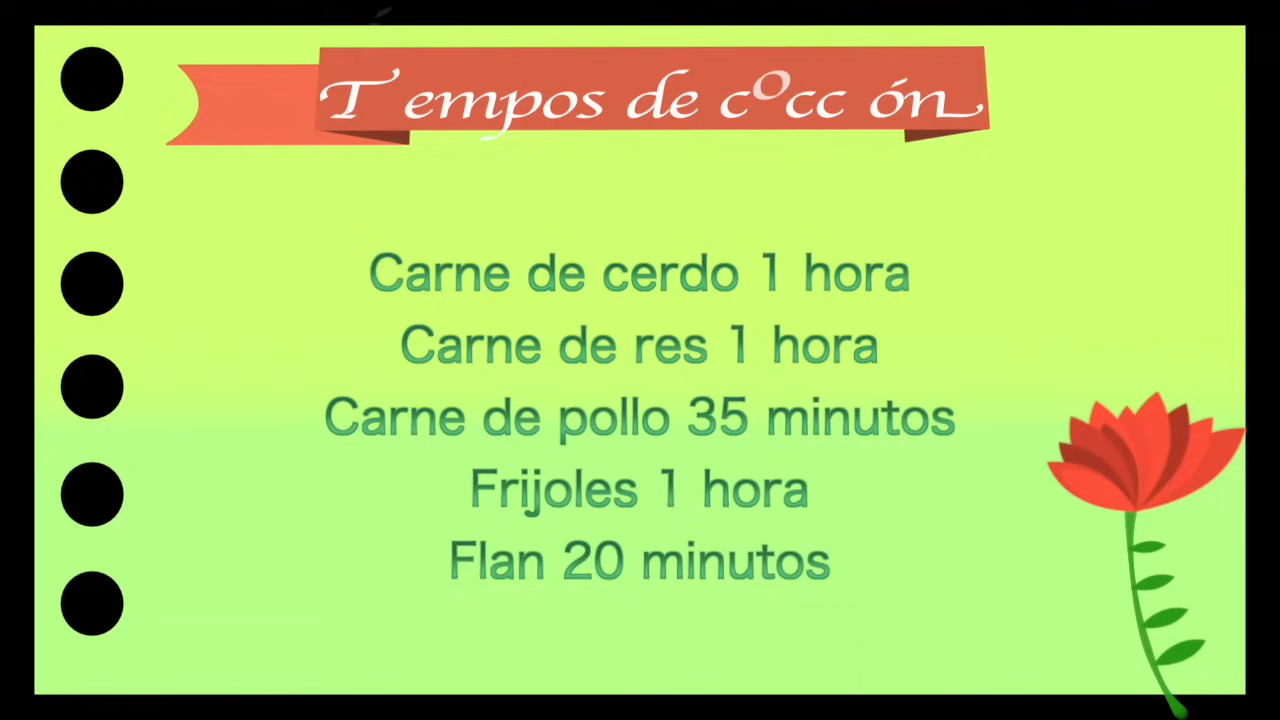 Tempos de cocc ón
Carne de cerdo 1 hora
Carne de res 1 hora
Carne de pollo 35 minutos
Frijoles 1 hora
Flan 20 minutos